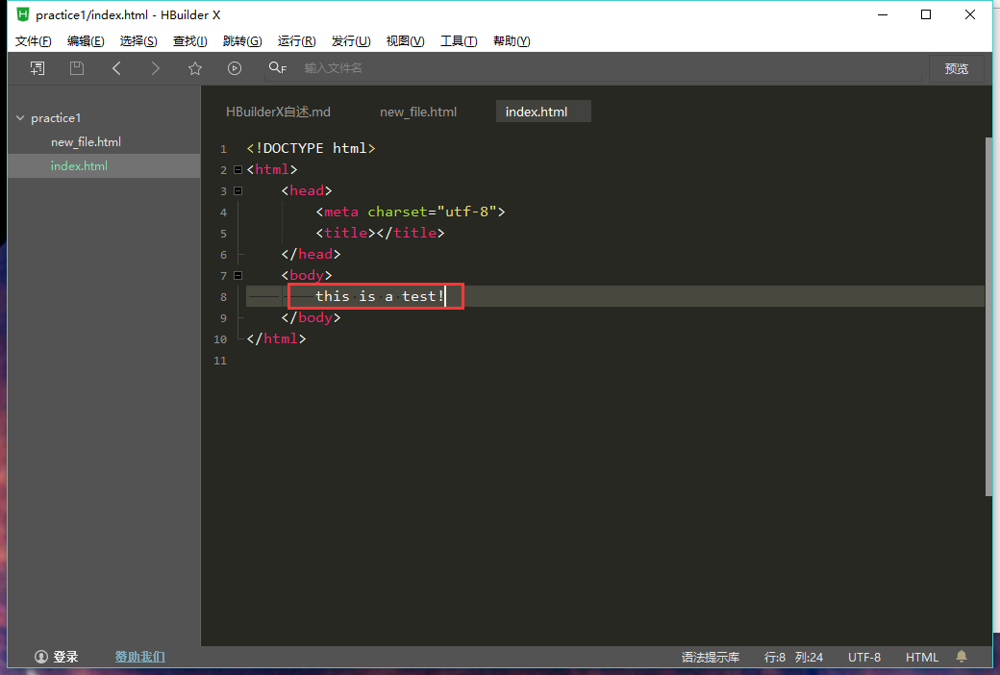 practice1/index.html - HBuilder X
文件(F) 编辑(E) 选择(S) 查找(I) 跳转(G) 运行(R) 发行(U) 视图(V) 工具(T) 帮助(Y)
输入文件名 预览
practice1
new_file.html
index.html
HBuilderX自述.md new_file.html index.html
1 <!DOCTYPE html>
2 <html>
3 <head>
4 <meta charset="utf-8">
5 <title></title>
6 </head>
7 <body>
8 this is a test!
9 </body>
10 </html>
11
登录 赞助我们 语法提示库 行:8 列:24 UTF-8 HTML